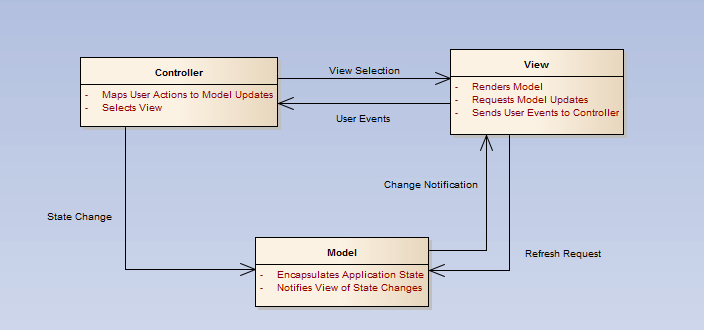 Controller
- Maps User Actions to Model Updates
- Selects View
View Selection
User Events
View
- Renders Model
- Requests Model Updates
- Sends User Events to Controller
Change Notification
State Change
Refresh Request
Model
- Encapsulates Application State
- Notifies View of State Changes